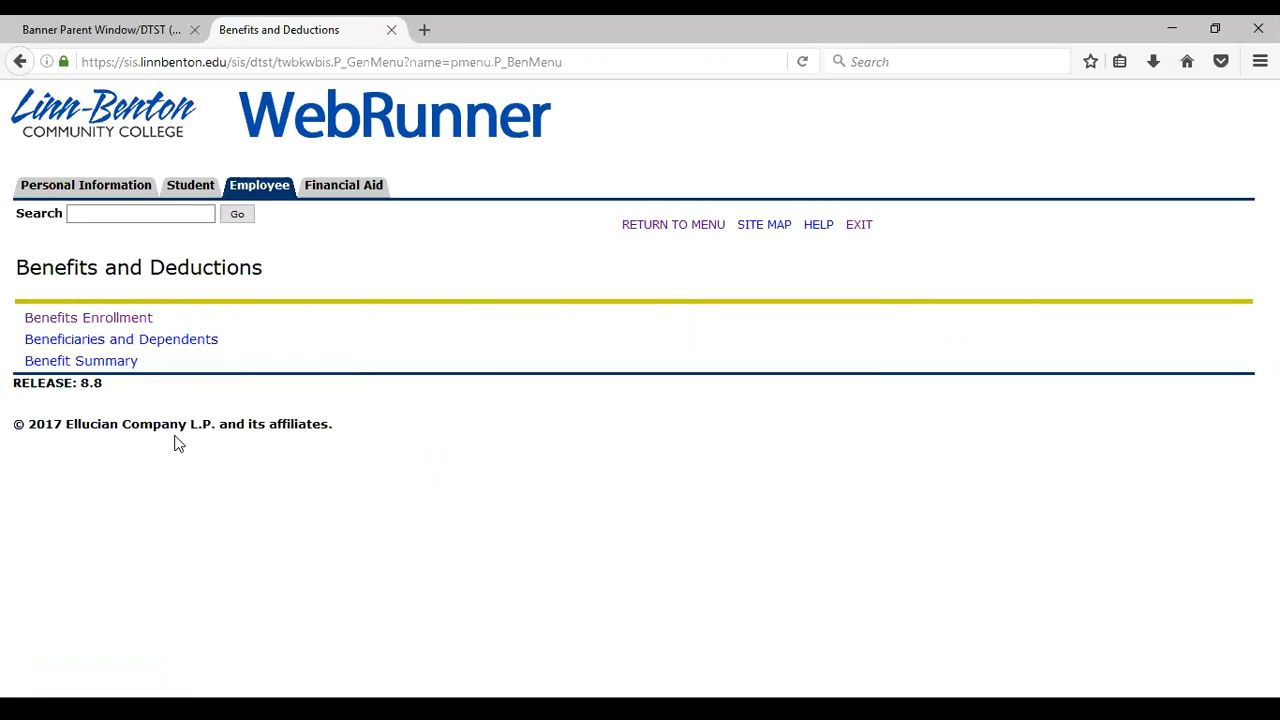 Banner Parent Window/DTST (...
Benefits and Deductions
https://sis.linnbenton.edu/sis/dtst/twbkwbis.P_GenMenu?name=pmenu.P_BenMenu
Search
Linn-Benton
COMMUNITY COLLEGE
WebRunner
Personal Information
Student
Employee
Financial Aid
Search
Go
RETURN TO MENU SITE MAP HELP EXIT
Benefits and Deductions
Benefits Enrollment
Beneficiaries and Dependents
Benefit Summary
RELEASE: 8.8
© 2017 Ellucian Company L.P. and its affiliates.